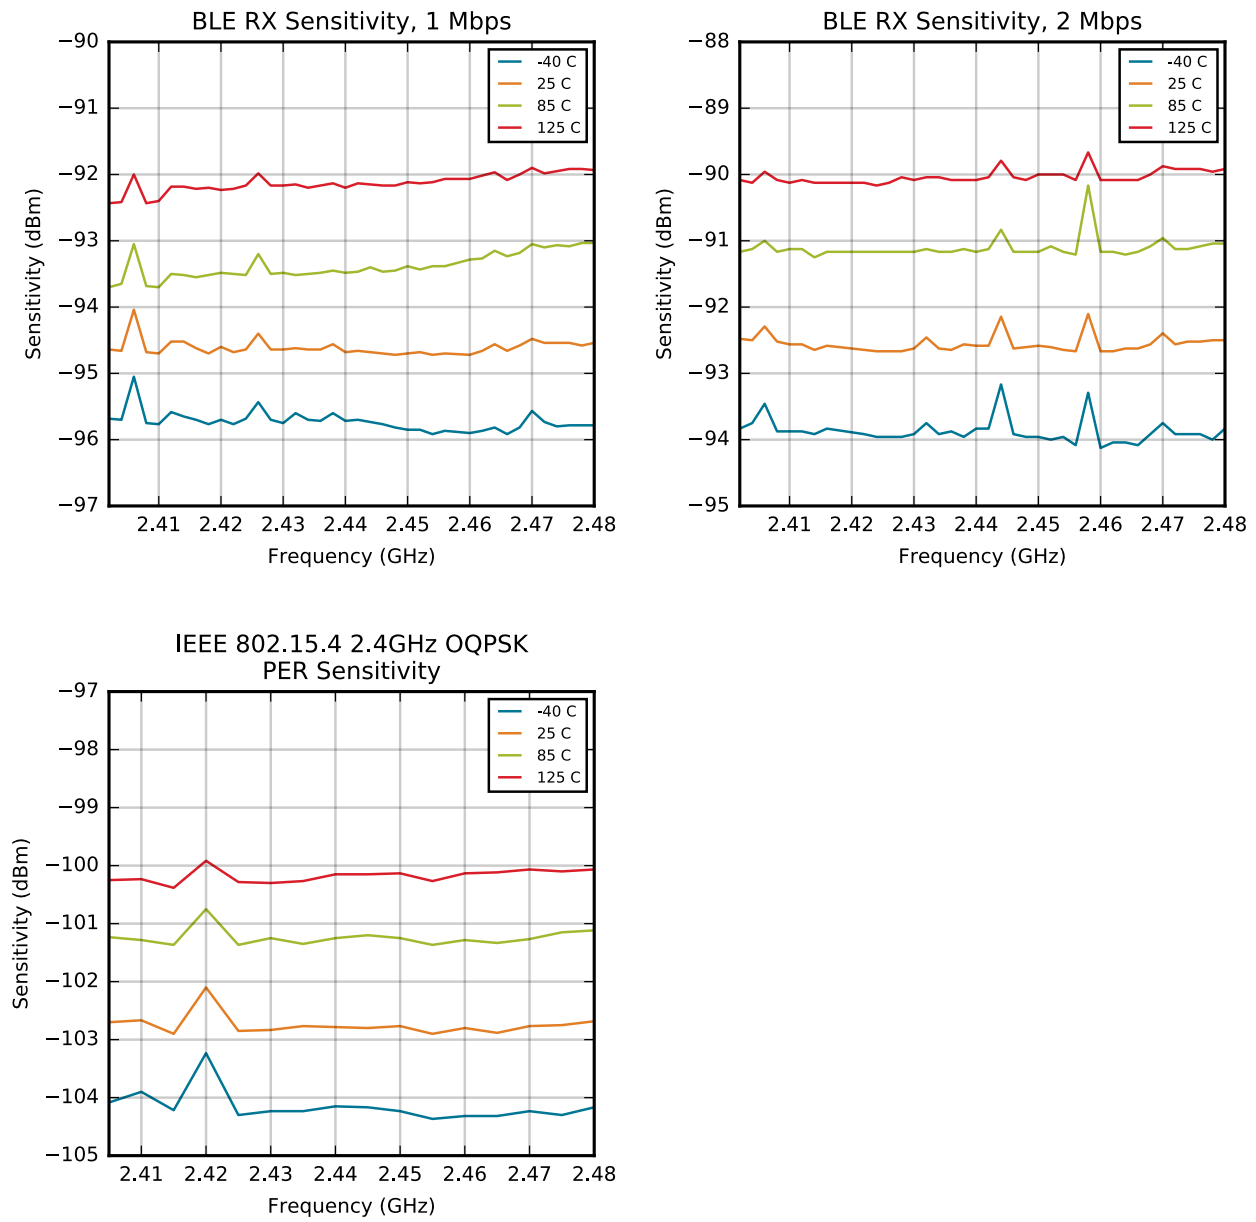 BLE RX Sensitivity, 1 Mbps
−90
−91
−92
−93
−94
−95
−96
−97
Sensitivity (dBm)
-40 C
25 C
85 C
125 C
2.41 2.42 2.43 2.44 2.45 2.46 2.47 2.48
Frequency (GHz)
BLE RX Sensitivity, 2 Mbps
−88
−89
−90
−91
−92
−93
−94
−95
Sensitivity (dBm)
-40 C
25 C
85 C
125 C
2.41 2.42 2.43 2.44 2.45 2.46 2.47 2.48
Frequency (GHz)
IEEE 802.15.4 2.4GHz OQPSK
PER Sensitivity
−97
−98
−99
−100
−101
−102
−103
−104
−105
Sensitivity (dBm)
-40 C
25 C
85 C
125 C
2.41 2.42 2.43 2.44 2.45 2.46 2.47 2.48
Frequency (GHz)